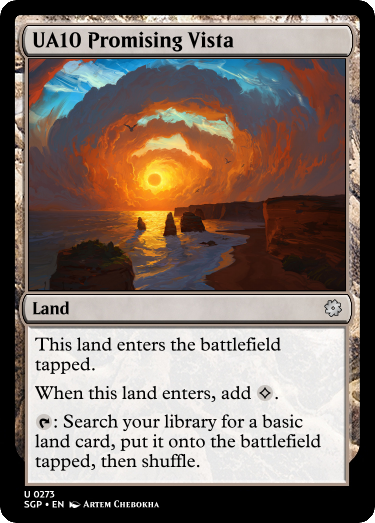 UA10 Promising Vista
Land
This land enters the battlefield
tapped.
When this land enters, add {C}.
{T}: Search your library for a basic
land card, put it onto the battlefield
tapped, then shuffle.
U 0273
SGP • EN Artem Chebokha